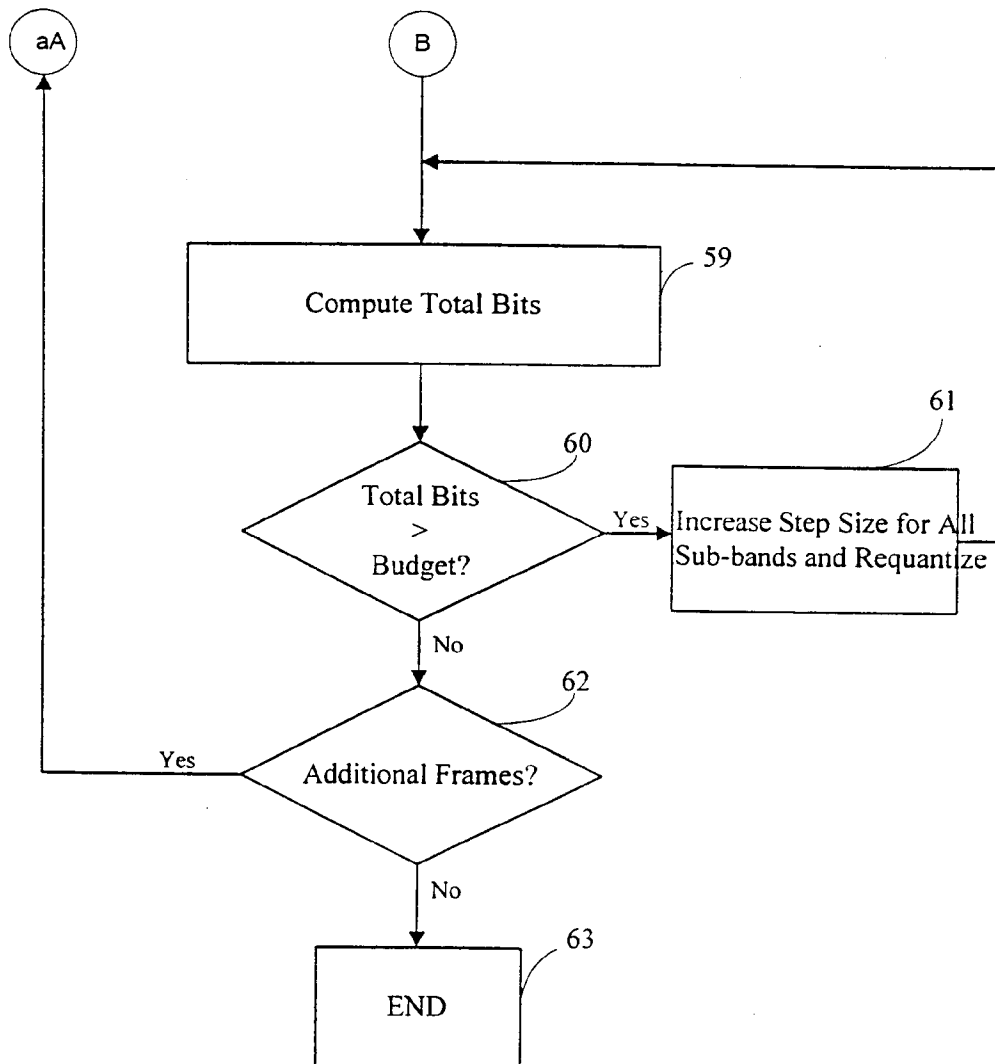 aA
B
59
Compute Total Bits
61
60
Total Bits
>
Budget?
Yes
Increase Step Size for All
Sub-bands and Requantize
No
62
Yes
Additional Frames?
No
63
END